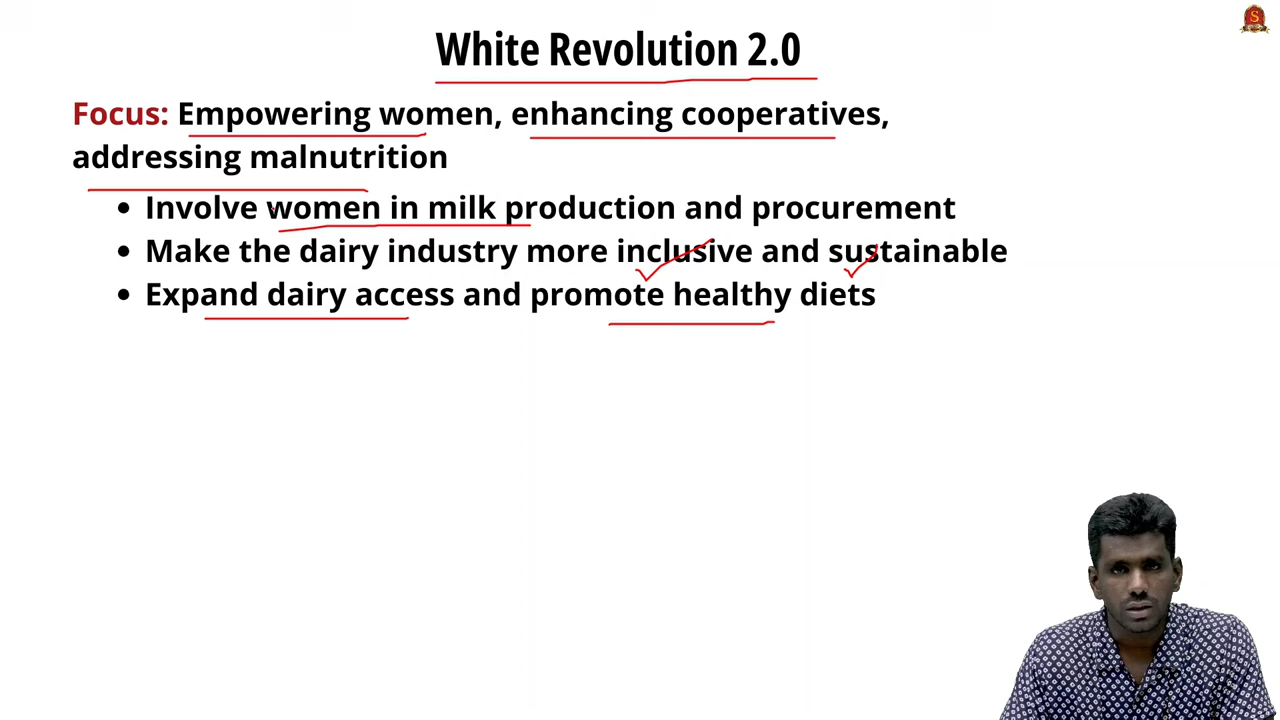 White Revolution 2.0
Focus: Empowering women, enhancing cooperatives,
addressing malnutrition
• Involve women in milk production and procurement
• Make the dairy industry more inclusive and sustainable
• Expand dairy access and promote healthy diets
S